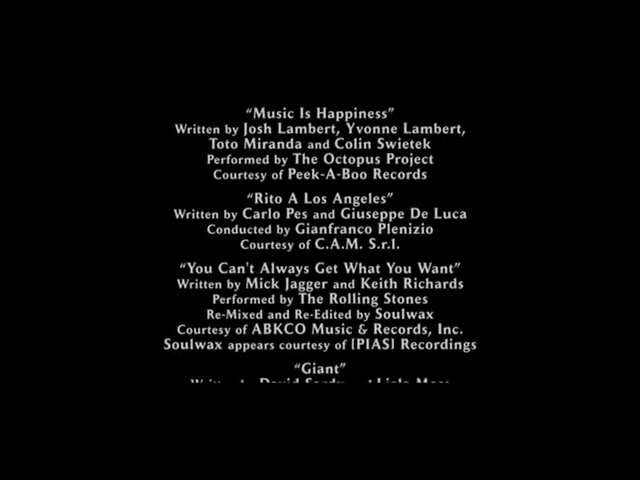 “Music Is Happiness”
Written by Josh Lambert, Yvonne Lambert,
Toto Miranda and Colin Swietek
Performed by The Octopus Project
Courtesy of Peek-A-Boo Records
“Rito A Los Angeles”
Written by Carlo Pes and Giuseppe De Luca
Conducted by Gianfranco Plenizio
Courtesy of C.A.M. S.r.l.
“You Can't Always Get What You Want”
Written by Mick Jagger and Keith Richards
Performed by The Rolling Stones
Re-Mixed and Re-Edited by Soulwax
Courtesy of ABKCO Music & Records, Inc.
Soulwax appears courtesy of [PIAS] Recordings
“Giant”